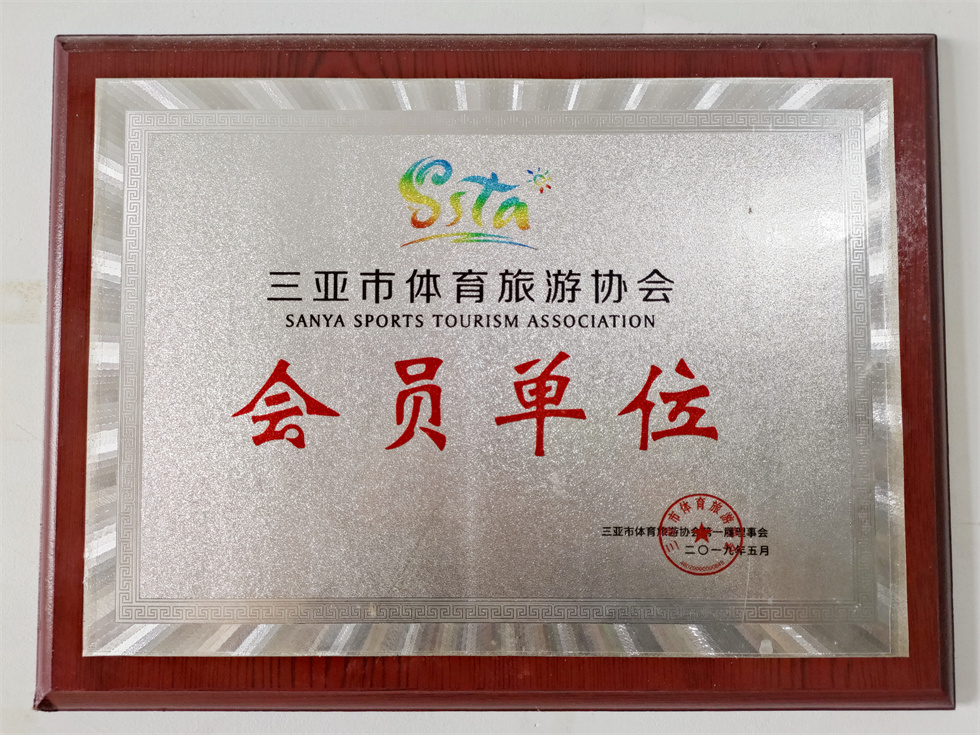 Ssta
三亚市体育旅游协会
SANYA SPORTS TOURISM ASSOCIATION
会员单位
三亚市体育旅游协会第一届理事会
二〇一九年五月